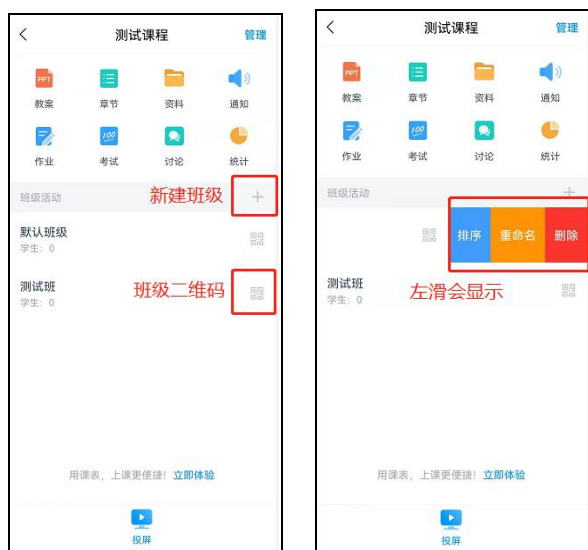 测试课程 管理
PPT
教案 章节 资料 通知
100
作业 考试 讨论 统计
班级活动 新建班级
默认班级
学生：0
测试班 班级二维码
学生：0
用课表，上课更便捷！立即体验
投屏
测试课程 管理
PPT
教案 章节 资料 通知
100
作业 考试 讨论 统计
班级活动
排序 重命名 删除
测试班
左滑会显示
学生：0
用课表，上课更便捷！立即体验
投屏